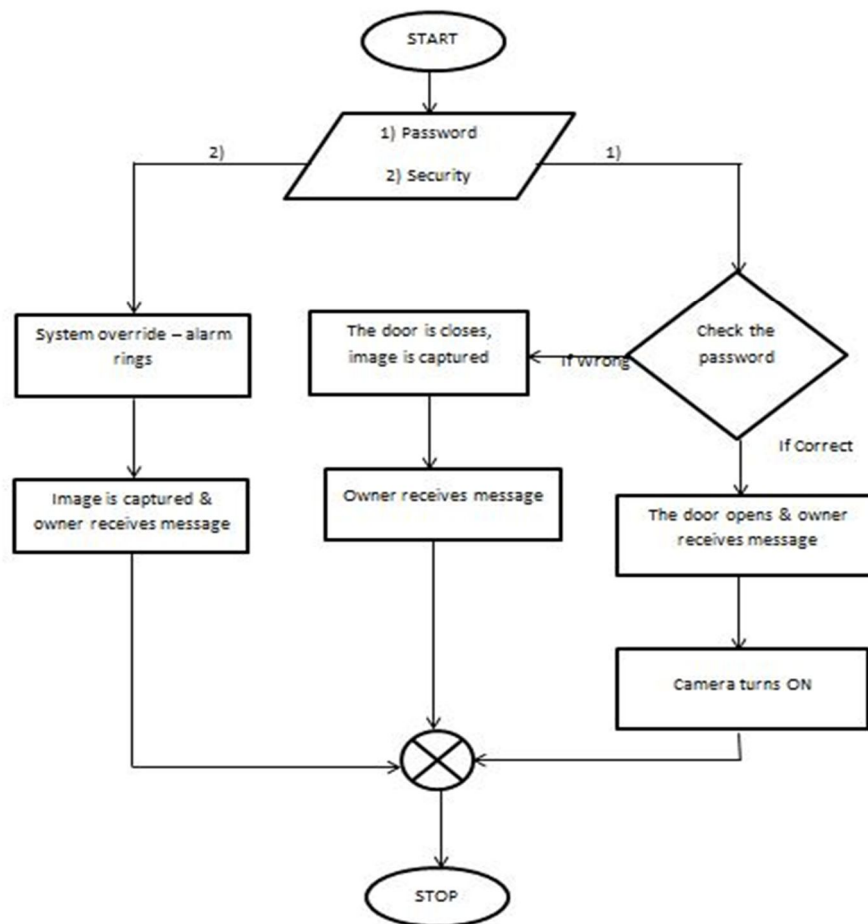 START
1) Password
2) Security
2)
1)
System override – alarm
rings
The door is closes,
image is captured
If Wrong
Check the
password
If Correct
Image is captured &
owner receives message
Owner receives message
The door opens & owner
receives message
Camera turns ON
STOP